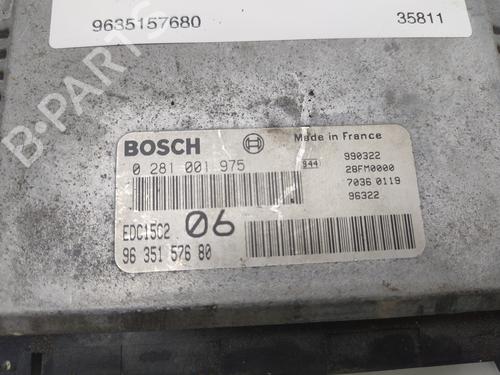 9635157680 35811
BOSCH Made in France
0 281 001 975 944 990322
28FM0000
7036 0119
96322
EDC15C2 06
96 351 576 80
B-PARTS